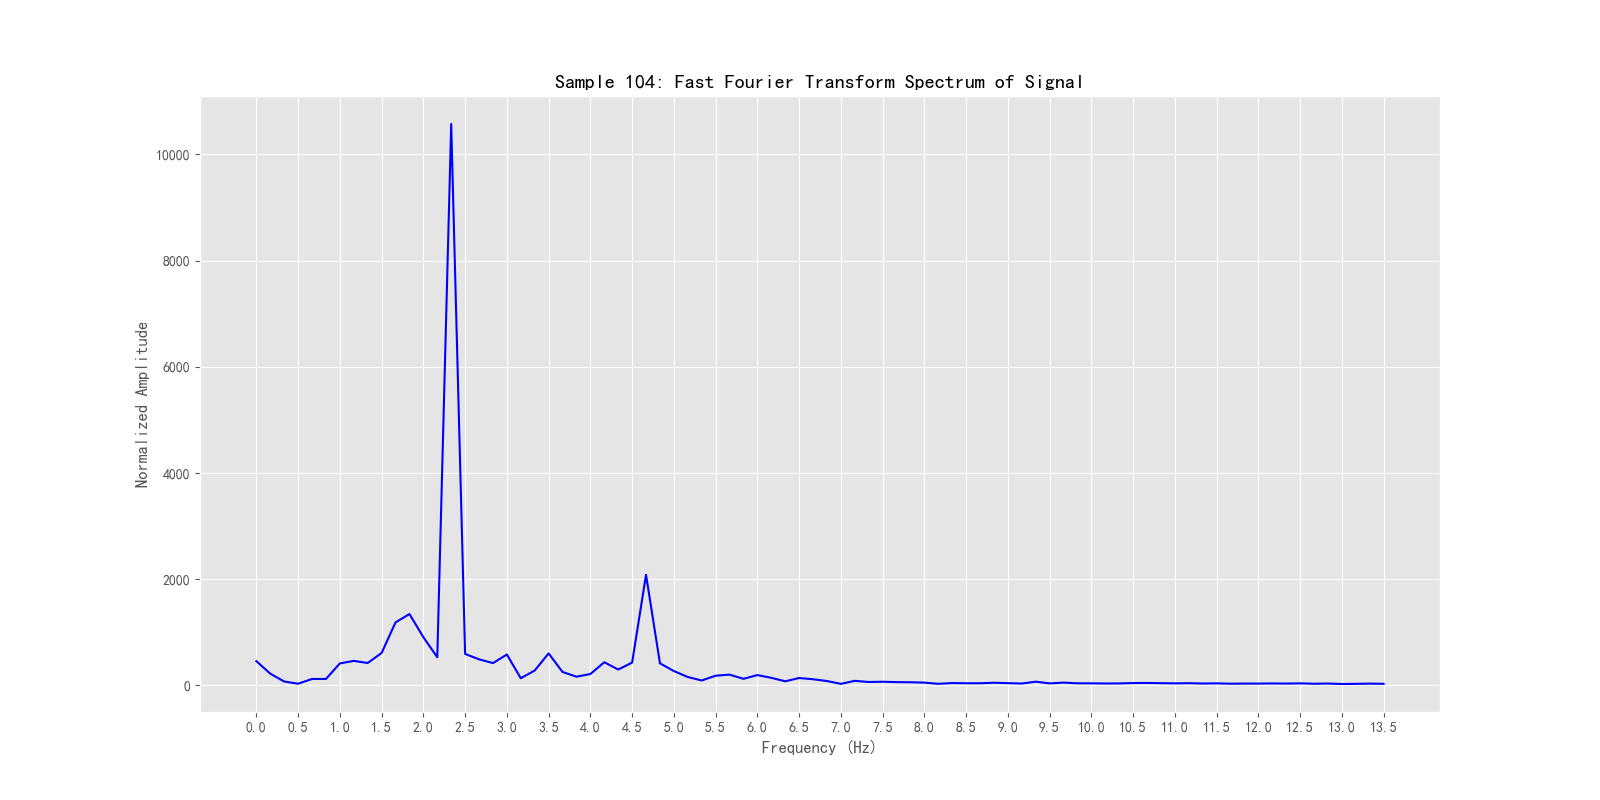 Sample 104: Fast Fourier Transform Spectrum of Signal
10000
8000
6000
4000
2000
0
Normalized Amplitude
0.0 0.5 1.0 1.5 2.0 2.5 3.0 3.5 4.0 4.5 5.0 5.5 6.0 6.5 7.0 7.5 8.0 8.5 9.0 9.5 10.0 10.5 11.0 11.5 12.0 12.5 13.0 13.5
Frequency (Hz)